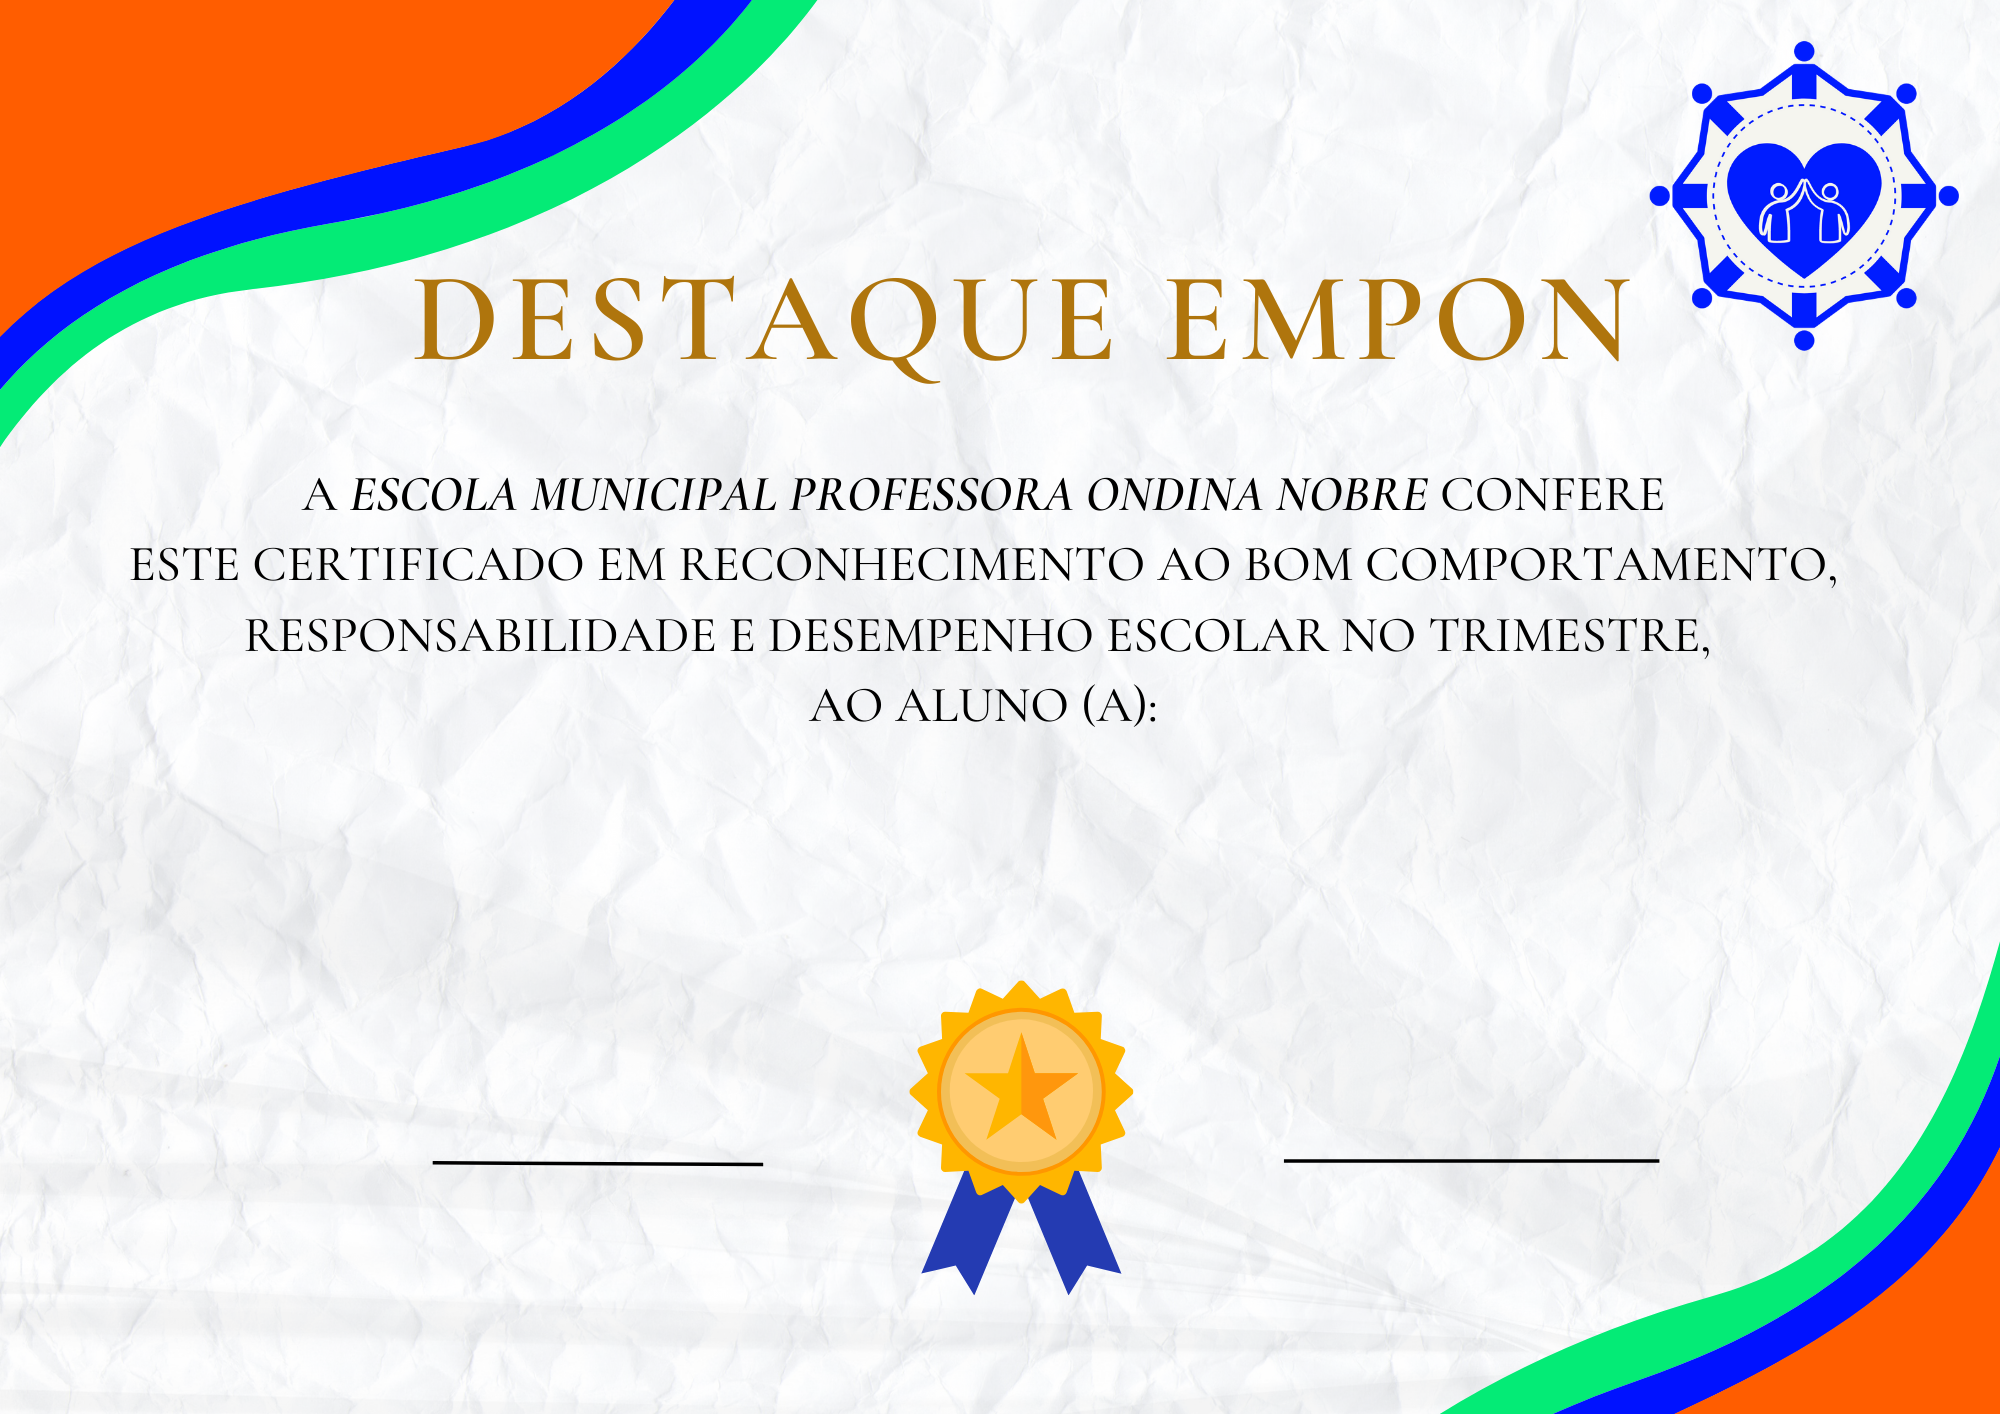 DESTAQUE EMPON
A ESCOLA MUNICIPAL PROFESSORA ONDINA NOBRE CONFERE
ESTE CERTIFICADO EM RECONHECIMENTO AO BOM COMPORTAMENTO,
RESPONSABILIDADE E DESEMPENHO ESCOLAR NO TRIMESTRE,
AO ALUNO (A):